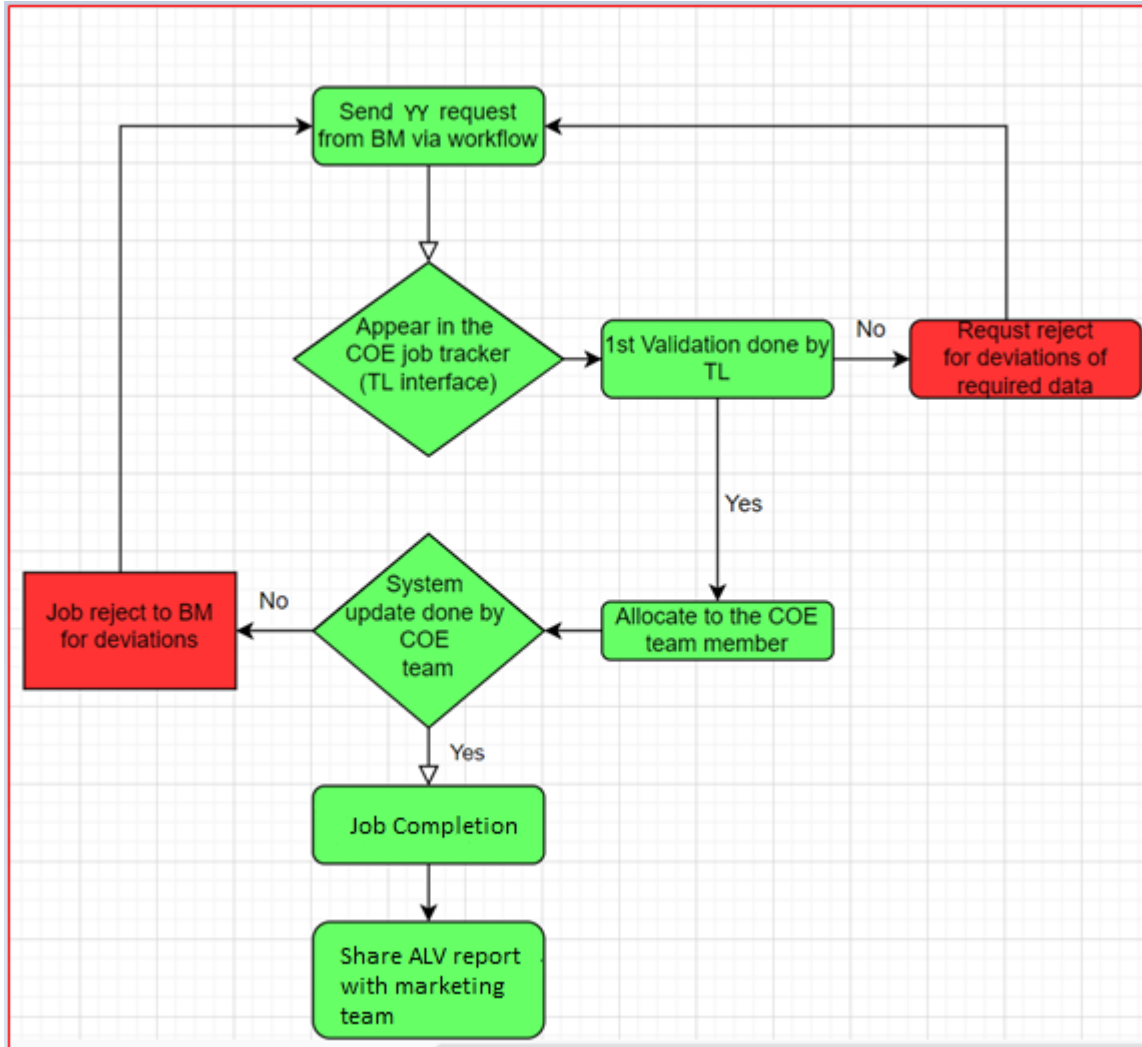 Send YY request
from BM via workflow
Appear in the
COE job tracker
(TL interface)
1st Validation done by
TL
No
Requst reject
for deviations of
required data
Yes
Allocate to the COE
team member
System
update done by
COE
team
No
Job reject to BM
for deviations
Yes
Job Completion
Share ALV report
with marketing
team